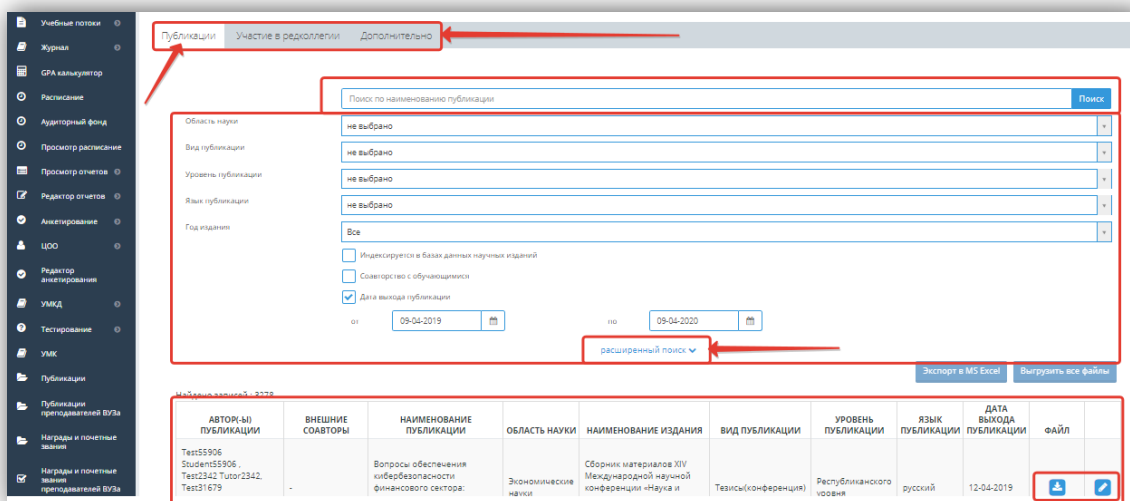 Учебные потоки
Журнал
GPA калькулятор
Расписание
Аудиторный фонд
Просмотр расписание
Просмотр отчетов
Редактор отчетов
Анкетирование
ЦОО
Редактор
анкетирования
УМКД
Тестирование
УМК
Публикации
Публикации
преподавателей ВУЗа
Награды и почетные
звания
Награды и почетные
звания
преподавателей ВУЗа
Публикации Участие в редколлегии Дополнительно
Поиск по наименованию публикации Поиск
Область науки не выбрано
Вид публикации не выбрано
Уровень публикации не выбрано
Язык публикации не выбрано
Год издания Все
Индексируется в базах данных научных изданий
Соавторство с обучающимися
Дата выхода публикации
от 09-04-2019 по 09-04-2020
расширенный поиск
Экспорт в MS Excel Выгрузить все файлы
Найдено записей : 3278
АВТОР(-Ы)
ПУБЛИКАЦИИ
ВНЕШНИЕ
СОАВТОРЫ
НАИМЕНОВАНИЕ
ПУБЛИКАЦИИ
ОБЛАСТЬ НАУКИ
НАИМЕНОВАНИЕ ИЗДАНИЯ
ВИД ПУБЛИКАЦИИ
УРОВЕНЬ
ПУБЛИКАЦИИ
ЯЗЫК
ПУБЛИКАЦИИ
ДАТА
ВЫХОДА
ПУБЛИКАЦИИ
ФАЙЛ
Test55906
Student55906 ,
Test2342 Tutor2342,
Test31679
-
Вопросы обеспечения
кибербезопасности
финансового сектора:
Экономические
науки
Сборник материалов XIV
Международной научной
конференции «Наука и
Тезисы(конференция)
Республиканского
уровня
русский
12-04-2019